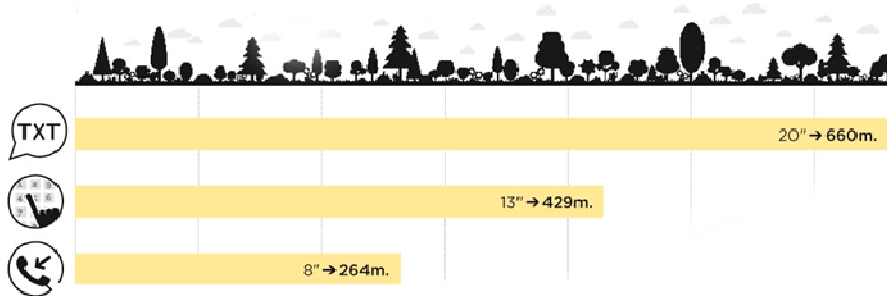 TXT
20" → 660m.
13"' → 429m.
8" → 264m.